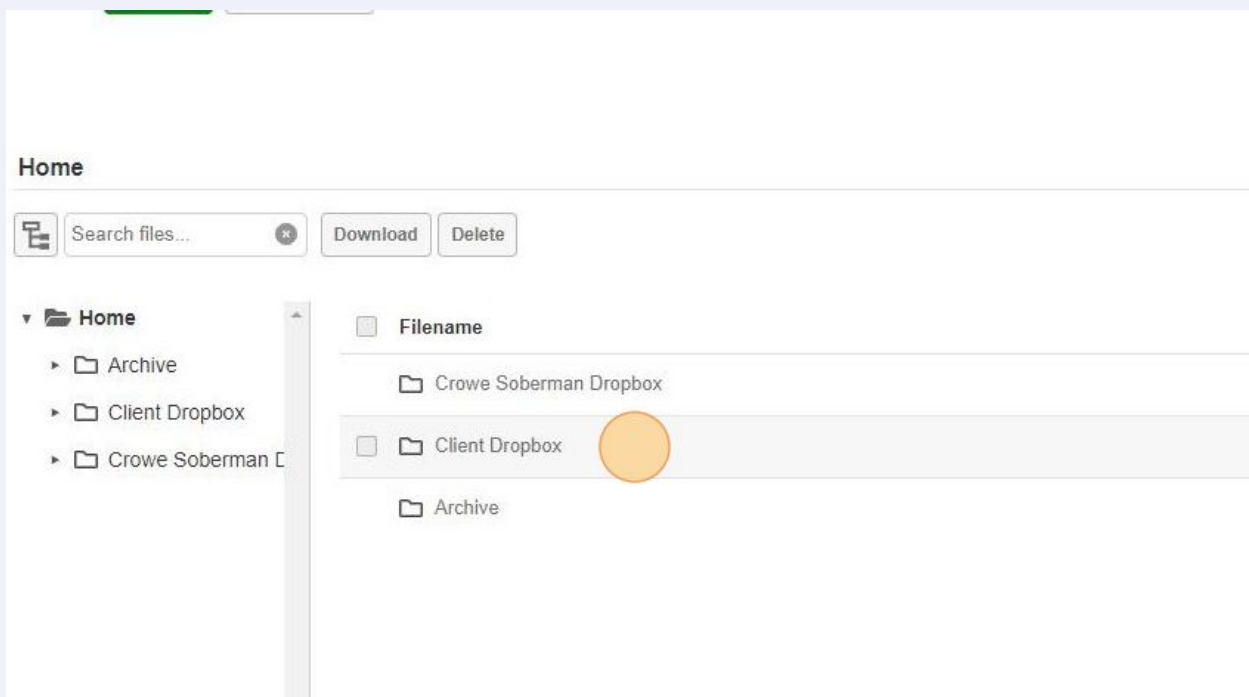 Home
Search files... Download Delete
Home
Archive
Client Dropbox
Crowe Soberman D
Filename
Crowe Soberman Dropbox
Client Dropbox
Archive